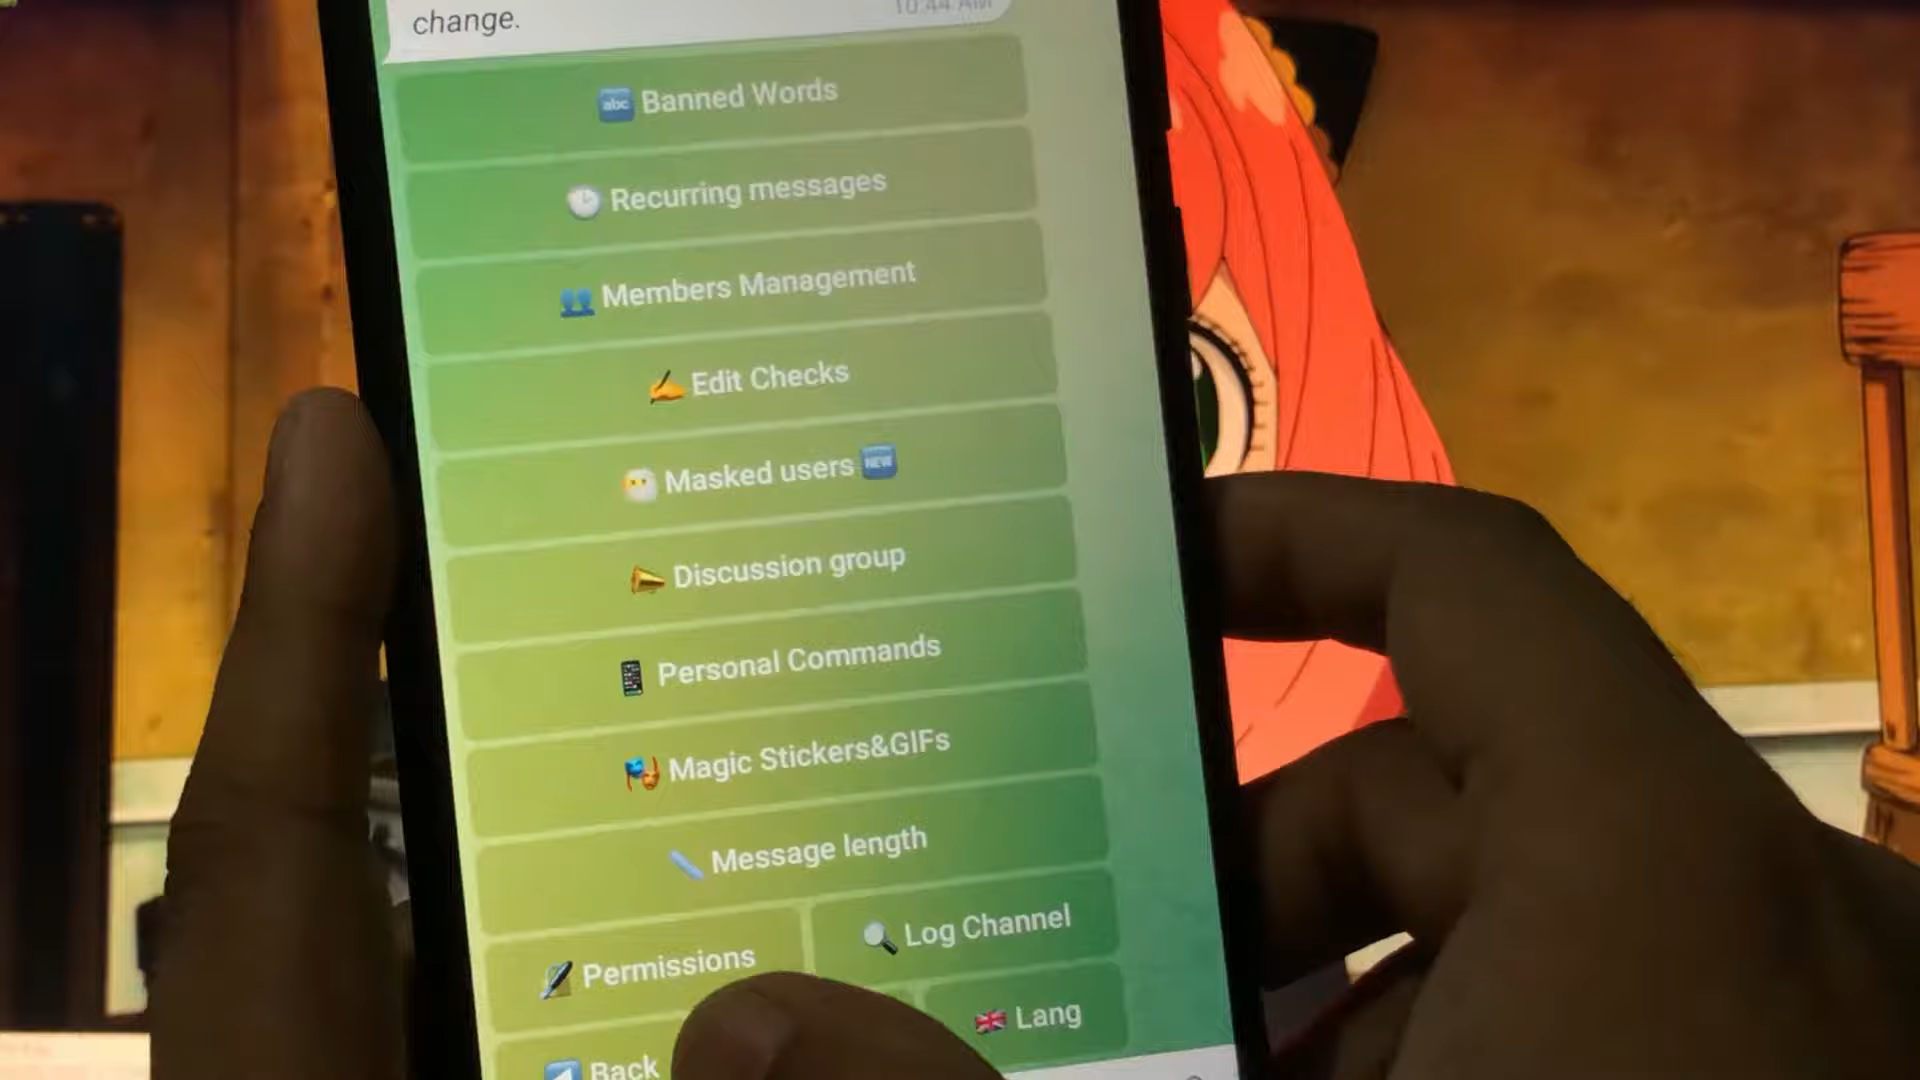 change.
10:44 AM
abc Banned Words
Recurring messages
Members Management
Edit Checks
Masked users NEW
Discussion group
Personal Commands
Magic Stickers&GIFs
Message length
Permissions
Log Channel
Back
Lang